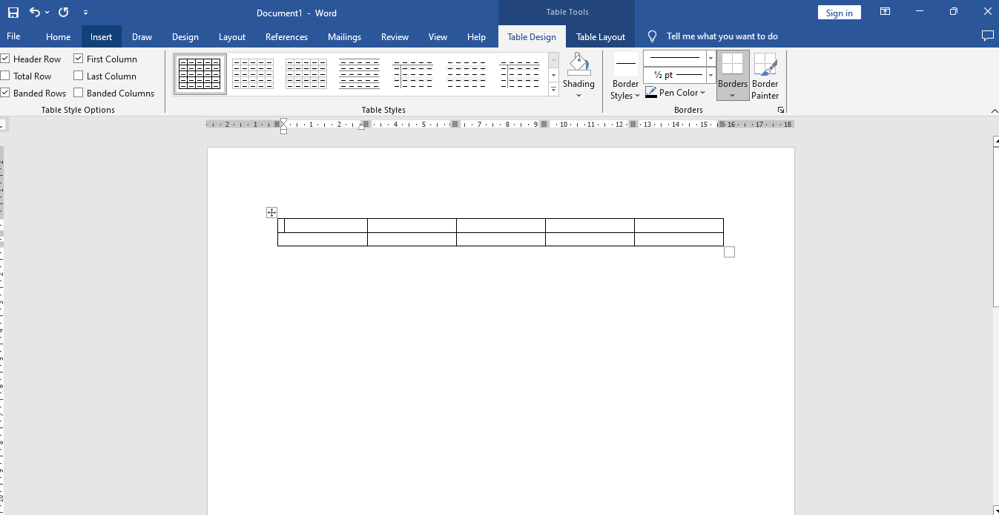 Document1 - Word
Table Tools
Sign in
File Home Insert Draw Design Layout References Mailings Review View Help Table Design Table Layout Tell me what you want to do
Header Row First Column
Total Row Last Column
Banded Rows Banded Columns
Table Style Options
Table Styles
Shading
Border Styles
½ pt
Pen Color
Borders
Border Painter
Borders
2 1 1 2 4 5 7 8 9 10 11 12 13 14 15 16 17 18